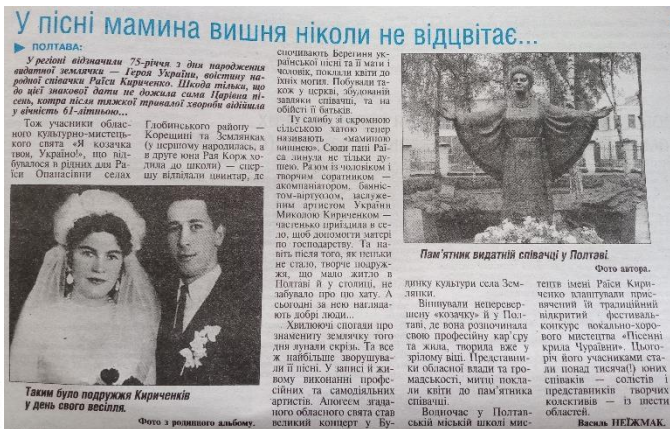 У пісні мамина вишня ніколи не відцвітає...
ПОЛТАВА:
У регіоні відзначили 75-річчя з дня народження
видатної землячки — Героя України, воістину на-
родної співачки Раїси Кириченко. Шкода тільки, що
до цієї знакової дати не дожила сама Царівна пі-
сень, котра після тяжкої тривалої хвороби відійшла
у вічність 61-літньою...
Тож учасники облас-
ного культурно-мистець-
кого свята «Я козачка
твоя, Україно!», що від-
бувалося в рідних для Ра-
їси Опанасівни селах
Глобинського району —
Корещині та Землянках
(у першому народилася, а
в друге юна Рая Корж хо-
дила до школи) — спер-
шу відвідали цвинтар, де
Таким було подружжя Кириченків
у день свого весілля.
Фото з родинного альбому.
спочивають Берегиня ук-
раїнської пісні та її мати і
чоловік, поклали квіти до
їхніх могил. Побували та-
кож у церкві, збудованій
завдяки співачці, та на
обійсті її батьків.
Ту садибу зі скромною
сільською хатою тепер
називають «маминою
вишнею». Сюди пані Ра-
їса линула не тільки ду-
шею. Разом із чоловіком і
творчим соратником —
акомпаніатором, баяніс-
том-віртуозом, заслуже-
ним артистом України
Миколою Кириченком —
частенько приїздила в се-
ло, щоб допомогти матері
по господарству. Та на-
віть після того, як неньки
не стало, творче подруж-
жя, що мало житло в
Полтаві й у столиці, не
забувало про цю хату. А
сьогодні за нею нагляда-
ють добрі люди...
Хвилюючі спогади про
знамениту землячку того
дня лунали скрізь. Та все
ж найбільше зворушува-
ли її пісні. У записі й жи-
вому виконанні професій-
них та самодіяльних
артистів. Апогеєм згада-
ного обласного свята став
великий концерт у Бу-
Пам'ятник видатній співачці у Полтаві.
Фото автора.
динку культури села Зем-
лянки.
Вшанували неперевер-
шену «козачку» й у Полта-
ві, де вона розпочинала
свою професійну кар'єру
та жила, творила вже у
зрілому віці. Представни-
ки обласної влади та гро-
мадськості, митці покла-
ли квіти до пам'ятника
співачці.
Водночас у Полтав-
ській міській школі мис-
тецтв імені Раїси Кири-
ченко влаштували при-
свячений їй традиційний
відкритий фестиваль-
конкурс вокально-хоро-
вого мистецтва «Пісенні
крила Чураївни». Цього-
річ його учасниками ста-
ли понад тисяча(!) юних
співаків — солістів і
представників творчих
колективів — із шести
областей.
Василь НЕЇЖМАК.